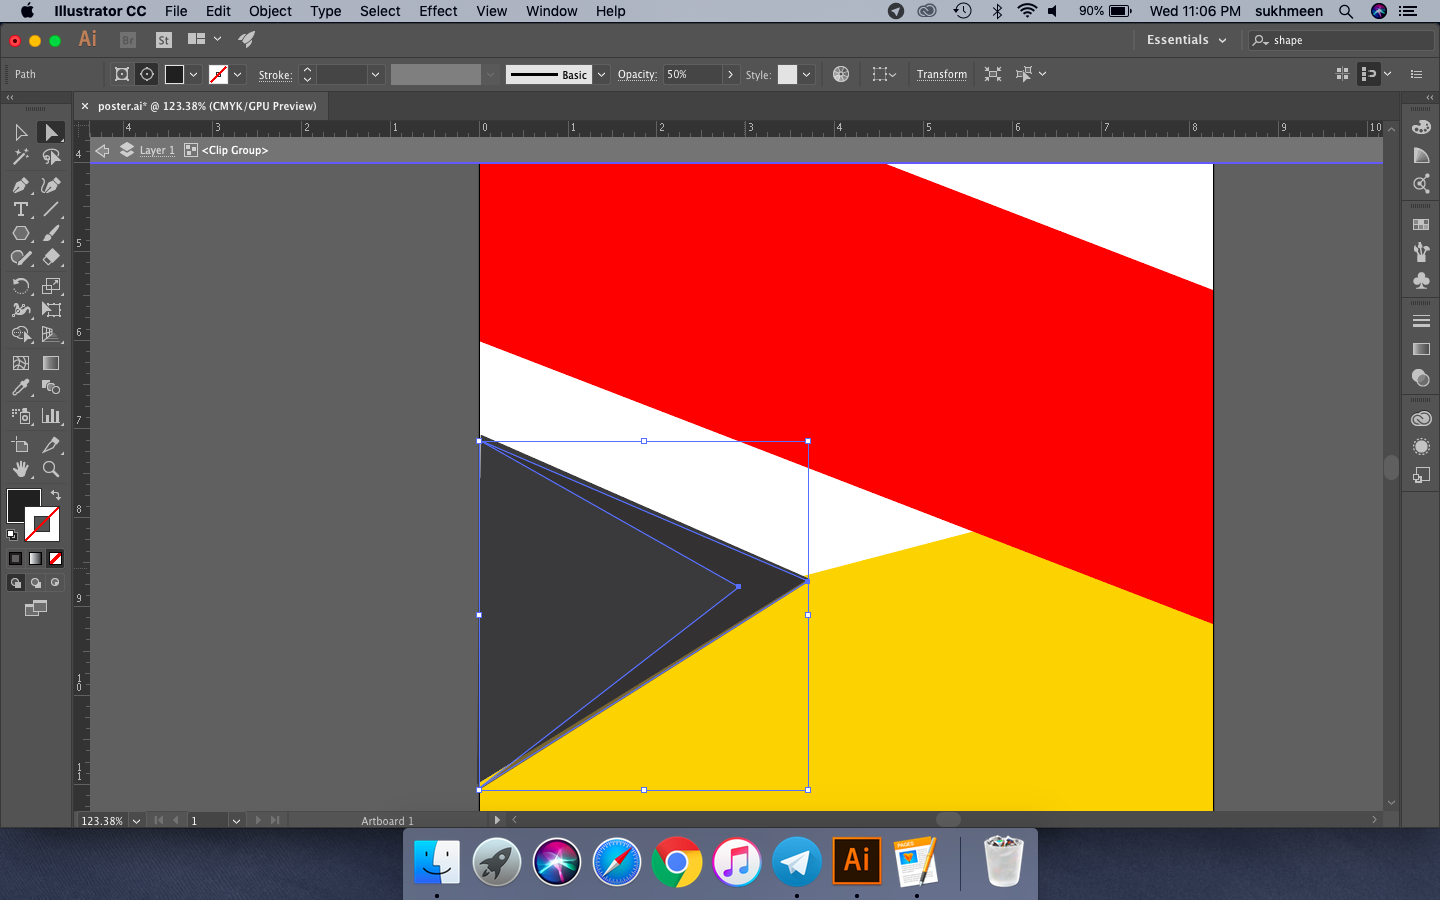 Illustrator CC File Edit Object Type Select Effect View Window Help 90% Wed 11:06 PM sukhmeen
Ai Br St Essentials shape
Path Stroke: Basic Opacity: 50% Style: Transform
× poster.ai* @ 123.38% (CMYK/GPU Preview)
4 3 2 1 0 1 2 3 4 5 6 7 8 9 10
Layer 1 <Clip Group>
4
5
6
7
8
9
10
11
123.38% 1 Artboard 1
PAGES
Ai